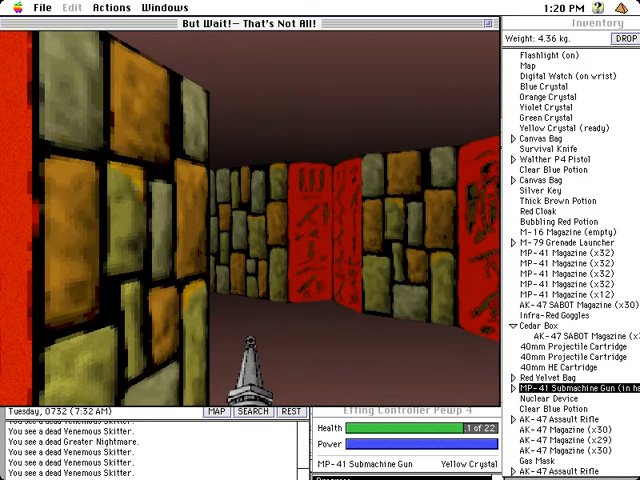 File Edit Actions Windows 1:20 PM
But Wait!— That's Not All!
Inventory
Weight: 4.36 kg. DROP
Flashlight (on)
Map
Digital Watch (on wrist)
Blue Crystal
Orange Crystal
Violet Crystal
Green Crystal
Yellow Crystal (ready)
Canvas Bag
Survival Knife
Walther P4 Pistol
Clear Blue Potion
Canvas Bag
Silver Key
Thick Brown Potion
Red Cloak
Bubbling Red Potion
M-16 Magazine (empty)
M-79 Grenade Launcher
MP-41 Magazine (x32)
MP-41 Magazine (x32)
MP-41 Magazine (x32)
MP-41 Magazine (x32)
MP-41 Magazine (x12)
AK-47 SABOT Magazine (x30)
Infra-Red Goggles
Cedar Box
AK-47 SABOT Magazine (x
40mm Projectile Cartridge
40mm Projectile Cartridge
40mm HE Cartridge
Red Velvet Bag
MP-41 Submachine Gun (in ha
Nuclear Device
Clear Blue Potion
AK-47 Assault Rifle
AK-47 Magazine (x30)
AK-47 Magazine (x29)
AK-47 Magazine (x30)
Gas Mask
AK-47 Assault Rifle
Tuesday, 0732 (7:32 AM) MAP SEARCH REST
You see a dead Venomous Skitter.
You see a dead Venomous Skitter.
You see a dead Greater Nightmare.
You see a dead Venomous Skitter.
You see a dead Venomous Skitter.
You see a dead Venomous Skitter.
Effing Controller Pewp 4
Health 1 of 22
Power
MP-41 Submachine Gun Yellow Crystal